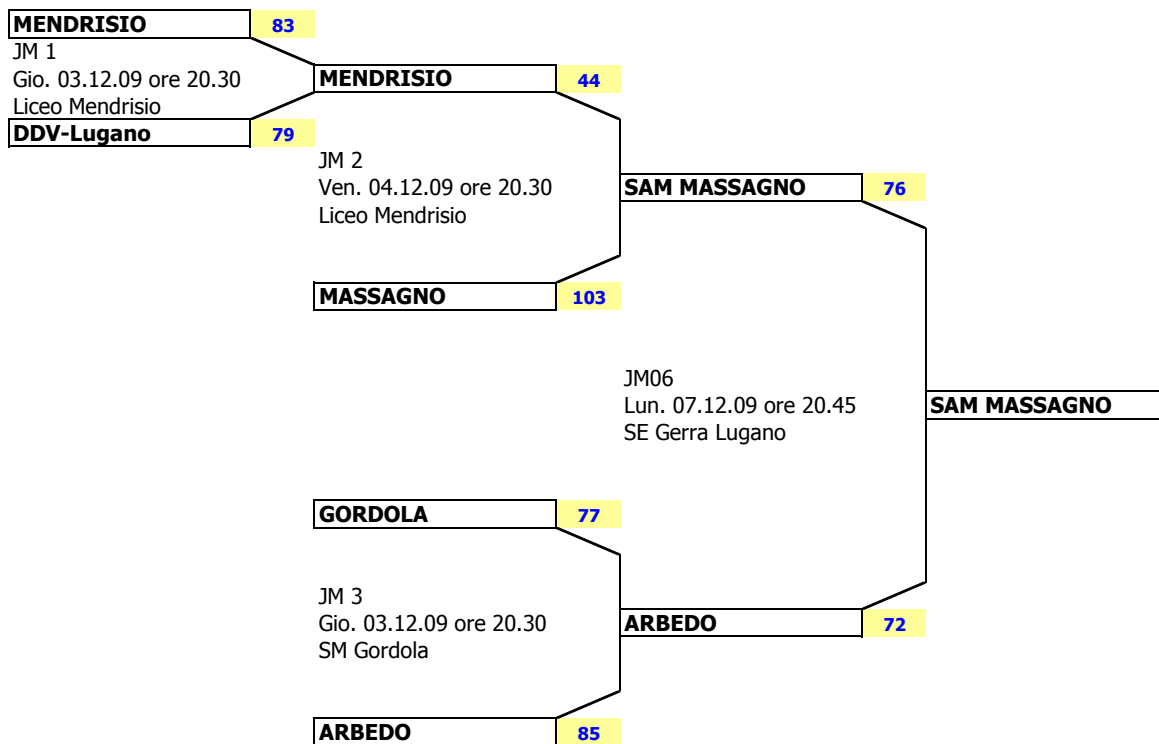 MENDRISIO 83
JM 1
Gio. 03.12.09 ore 20.30
Liceo Mendrisio
DDV-Lugano 79
MENDRISIO 44
JM 2
Ven. 04.12.09 ore 20.30
Liceo Mendrisio
MASSAGNO 103
SAM MASSAGNO 76
JM06
Lun. 07.12.09 ore 20.45
SE Gerra Lugano
SAM MASSAGNO
GORDOLA 77
JM 3
Gio. 03.12.09 ore 20.30
SM Gordola
ARBEDO 72
ARBEDO 85